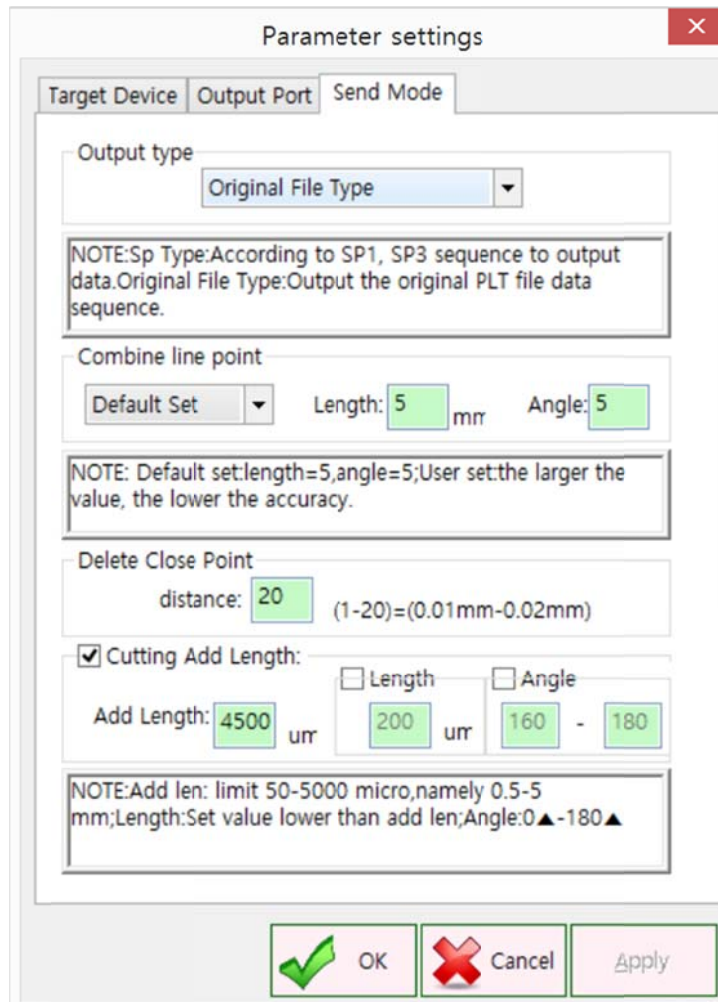 Parameter settings
Target Device Output Port Send Mode
Output type
Original File Type
NOTE:Sp Type:According to SP1, SP3 sequence to output
data.Original File Type:Output the original PLT file data
sequence.
Combine line point
Default Set Length: 5 mm Angle: 5
NOTE: Default set:length=5,angle=5;User set:the larger the
value, the lower the accuracy.
Delete Close Point
distance: 20 (1-20)=(0.01mm-0.02mm)
Cutting Add Length:
Length Angle
Add Length: 4500 um 200 um 160 - 180
NOTE:Add len: limit 50-5000 micro,namely 0.5-5
mm;Length:Set value lower than add len;Angle:0▲-180▲
OK Cancel Apply